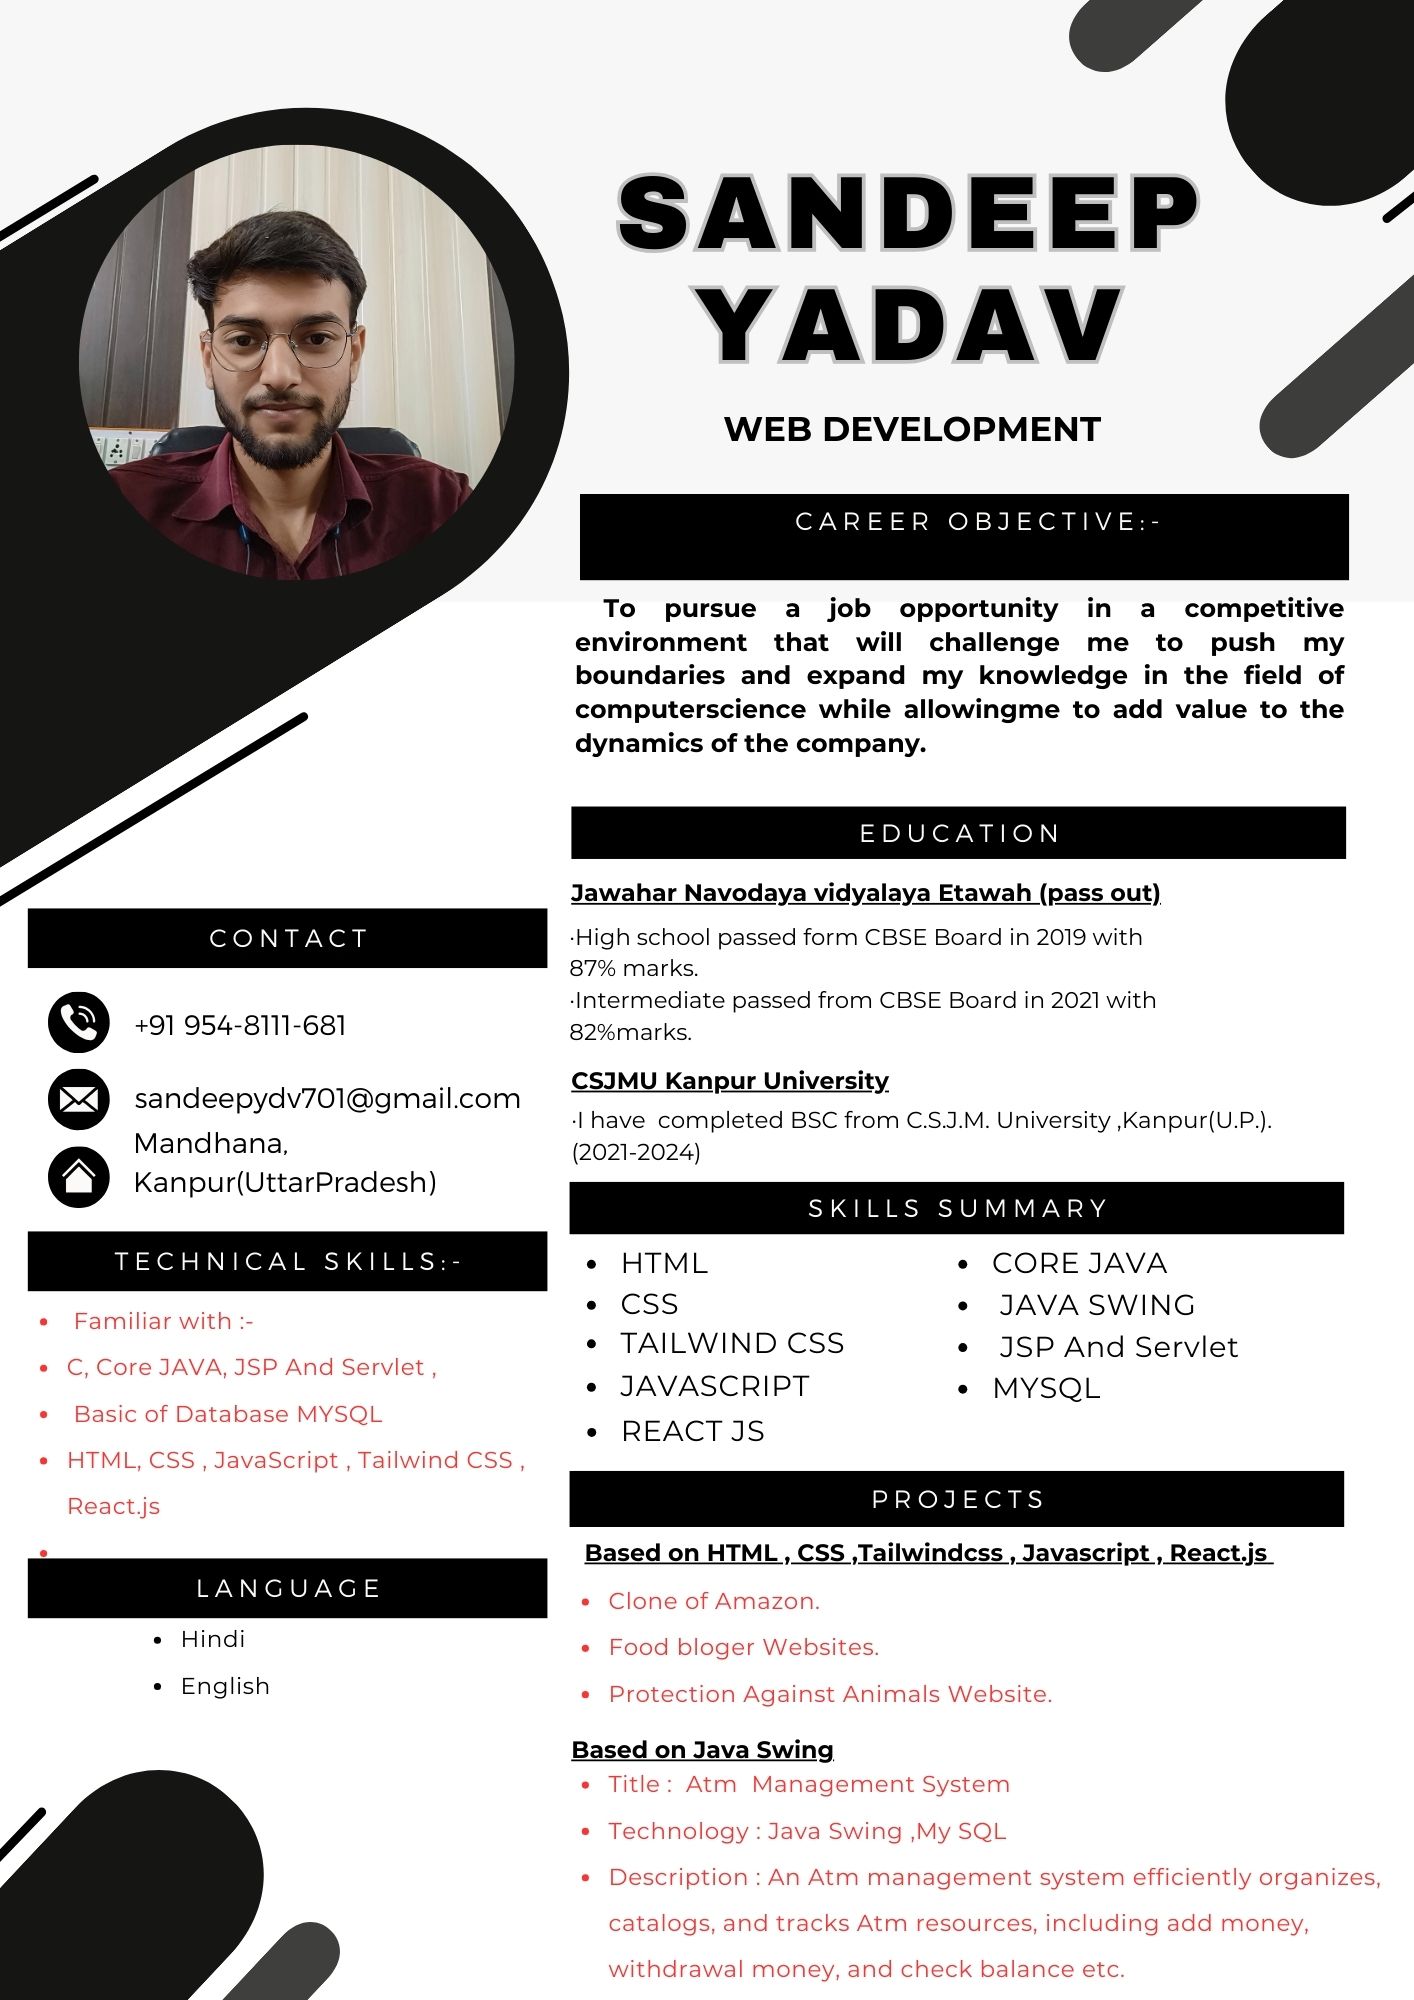 SANDEEP
YADAV
WEB DEVELOPMENT
CAREER OBJECTIVE:-
To pursue a job opportunity in a competitive
environment that will challenge me to push my
boundaries and expand my knowledge in the field of
computerscience while allowingme to add value to the
dynamics of the company.
EDUCATION
Jawahar Navodaya vidyalaya Etawah (pass out)
·High school passed form CBSE Board in 2019 with
87% marks.
·Intermediate passed from CBSE Board in 2021 with
82%marks.
CSJMU Kanpur University
·I have  completed BSC from C.S.J.M. University ,Kanpur(U.P.).
(2021-2024)
CONTACT
+91 954-8111-681
sandeepydv701@gmail.com
Mandhana,
Kanpur(UttarPradesh)
TECHNICAL SKILLS:-
• Familiar with :-
• C, Core JAVA, JSP And Servlet ,
• Basic of Database MYSQL
• HTML, CSS , JavaScript , Tailwind CSS ,
React.js
•
LANGUAGE
• Hindi
• English
SKILLS SUMMARY
• HTML
• CSS
• TAILWIND CSS
• JAVASCRIPT
• REACT JS
• CORE JAVA
• JAVA SWING
• JSP And Servlet
• MYSQL
PROJECTS
Based on HTML , CSS ,Tailwindcss , Javascript , React.js
• Clone of Amazon.
• Food bloger Websites.
• Protection Against Animals Website.
Based on Java Swing
• Title :  Atm  Management System
• Technology : Java Swing ,My SQL
• Description : An Atm management system efficiently organizes,
catalogs, and tracks Atm resources, including add money,
withdrawal money, and check balance etc.